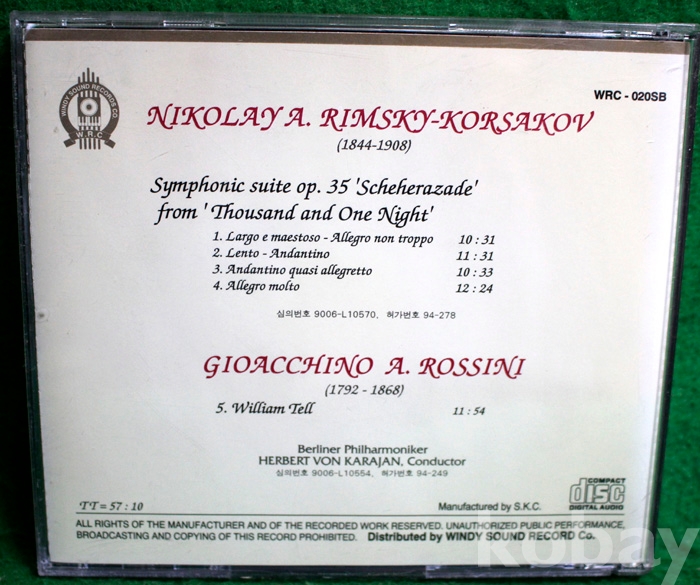 WINDY SOUND RECORDS CO
W.R.C
WRC - 020SB
NIKOLAY A. RIMSKY-KORSAKOV
(1844-1908)
Symphonic suite op. 35 'Scheherazade'
from ' Thousand and One Night'
1. Largo e maestoso - Allegro non troppo 10 : 31
2. Lento - Andantino 11 : 31
3. Andantino quasi allegretto 10 : 33
4. Allegro molto 12 : 24
심의번호 9006-L10570, 허가번호 94-278
GIOACCHINO A. ROSSINI
(1792 - 1868)
5. William Tell 11 : 54
Berliner Philharmoniker
HERBERT VON KARAJAN, Conductor
심의번호 9006-L10554, 허가번호 94-249
COMPACT
disc
DIGITAL AUDIO
TT = 57 : 10 Manufactured by S.K.C.
ALL RIGHTS OF THE MANUFACTURER AND OF THE RECORDED WORK RESERVED. UNAUTHORIZED PUBLIC PERFORMANCE,
BROADCASTING AND COPYING OF THIS RECORD PROHIBITED. Distributed by WINDY SOUND RECORD Co.
kobay